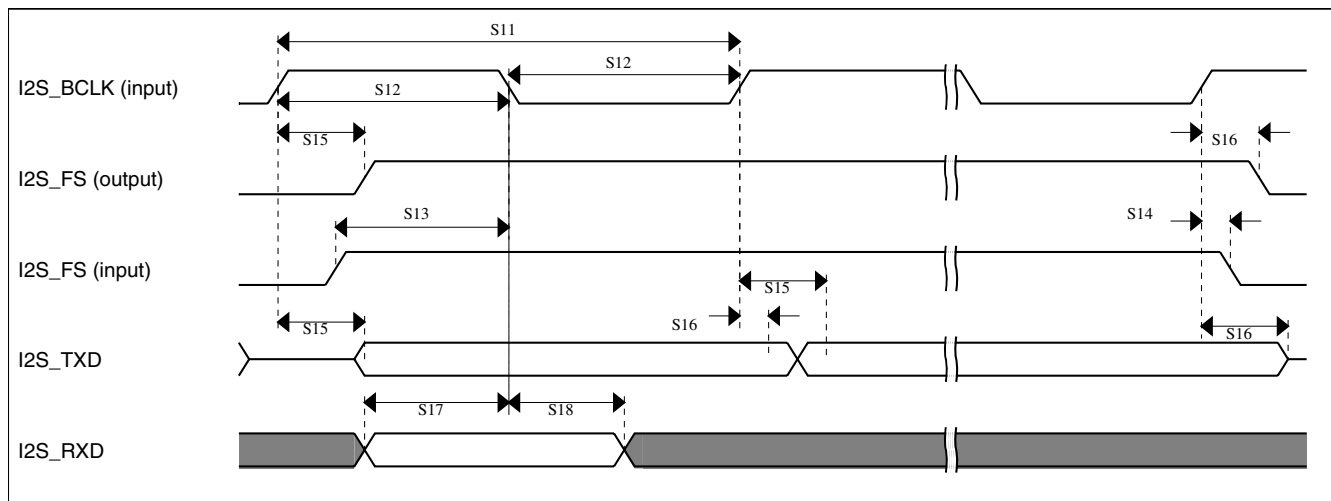 S11
I2S_BCLK (input)
S12
S12
S15
S16
I2S_FS (output)
S13
S14
I2S_FS (input)
S15
S16
S15
S16
I2S_TXD
S17
S18
I2S_RXD